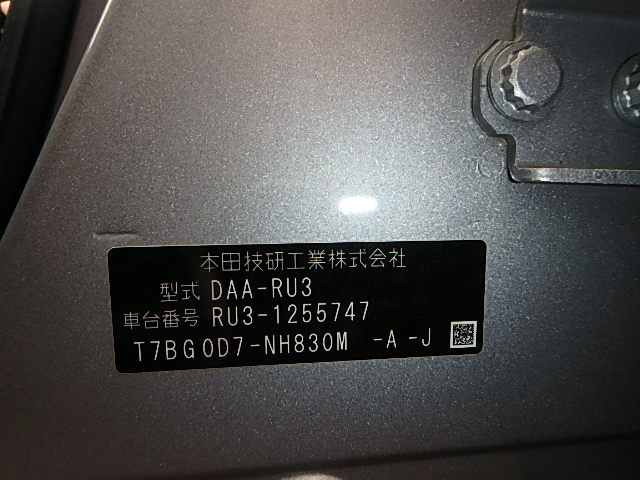 本田技研工業株式会社
型式 DAA-RU3
車台番号 RU3-1255747
T7BG0D7-NH830M -A -J